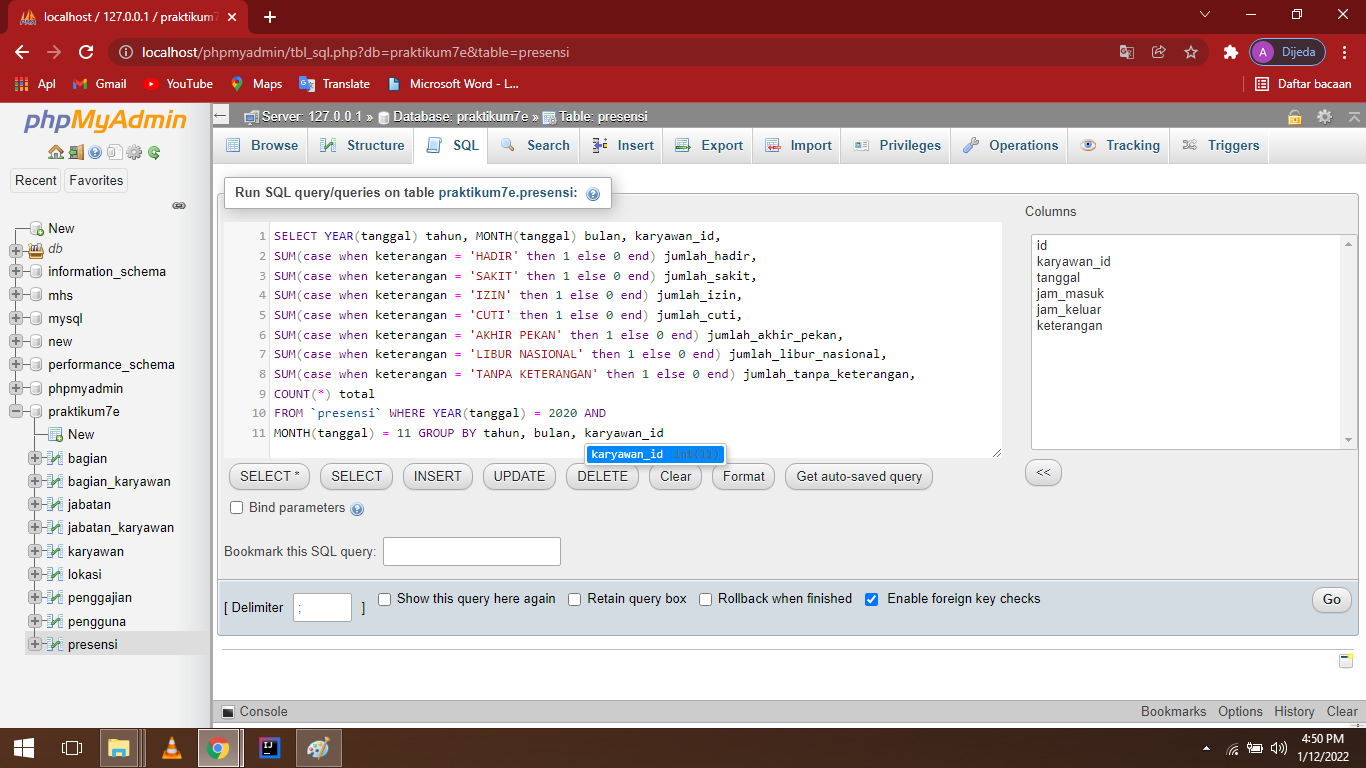 localhost / 127.0.0.1 / praktikum7
localhost/phpmyadmin/tbl_sql.php?db=praktikum7e&table=presensi
A Dijeda
Apl Gmail YouTube Maps Translate Microsoft Word - L... Daftar bacaan
phpMyAdmin
Recent Favorites
New
db
information_schema
mhs
mysql
new
performance_schema
phpmyadmin
praktikum7e
New
bagian
bagian_karyawan
jabatan
jabatan_karyawan
karyawan
lokasi
penggajian
pengguna
presensi
Server: 127.0.0.1 » Database: praktikum7e » Table: presensi
Browse Structure SQL Search Insert Export Import Privileges Operations Tracking Triggers
Run SQL query/queries on table praktikum7e.presensi:
1 SELECT YEAR(tanggal) tahun, MONTH(tanggal) bulan, karyawan_id,
2 SUM(case when keterangan = 'HADIR' then 1 else 0 end) jumlah_hadir,
3 SUM(case when keterangan = 'SAKIT' then 1 else 0 end) jumlah_sakit,
4 SUM(case when keterangan = 'IZIN' then 1 else 0 end) jumlah_izin,
5 SUM(case when keterangan = 'CUTI' then 1 else 0 end) jumlah_cuti,
6 SUM(case when keterangan = 'AKHIR PEKAN' then 1 else 0 end) jumlah_akhir_pekan,
7 SUM(case when keterangan = 'LIBUR NASIONAL' then 1 else 0 end) jumlah_libur_nasional,
8 SUM(case when keterangan = 'TANPA KETERANGAN' then 1 else 0 end) jumlah_tanpa_keterangan,
9 COUNT(*) total
10 FROM `presensi` WHERE YEAR(tanggal) = 2020 AND
11 MONTH(tanggal) = 11 GROUP BY tahun, bulan, karyawan_id
karyawan_id int(11)
Columns
id
karyawan_id
tanggal
jam_masuk
jam_keluar
keterangan
<<
SELECT * SELECT INSERT UPDATE DELETE Clear Format Get auto-saved query
Bind parameters
Bookmark this SQL query:
[ Delimiter ; ] Show this query here again Retain query box Rollback when finished Enable foreign key checks Go
Console Bookmarks Options History Clear
4:50 PM
1/12/2022